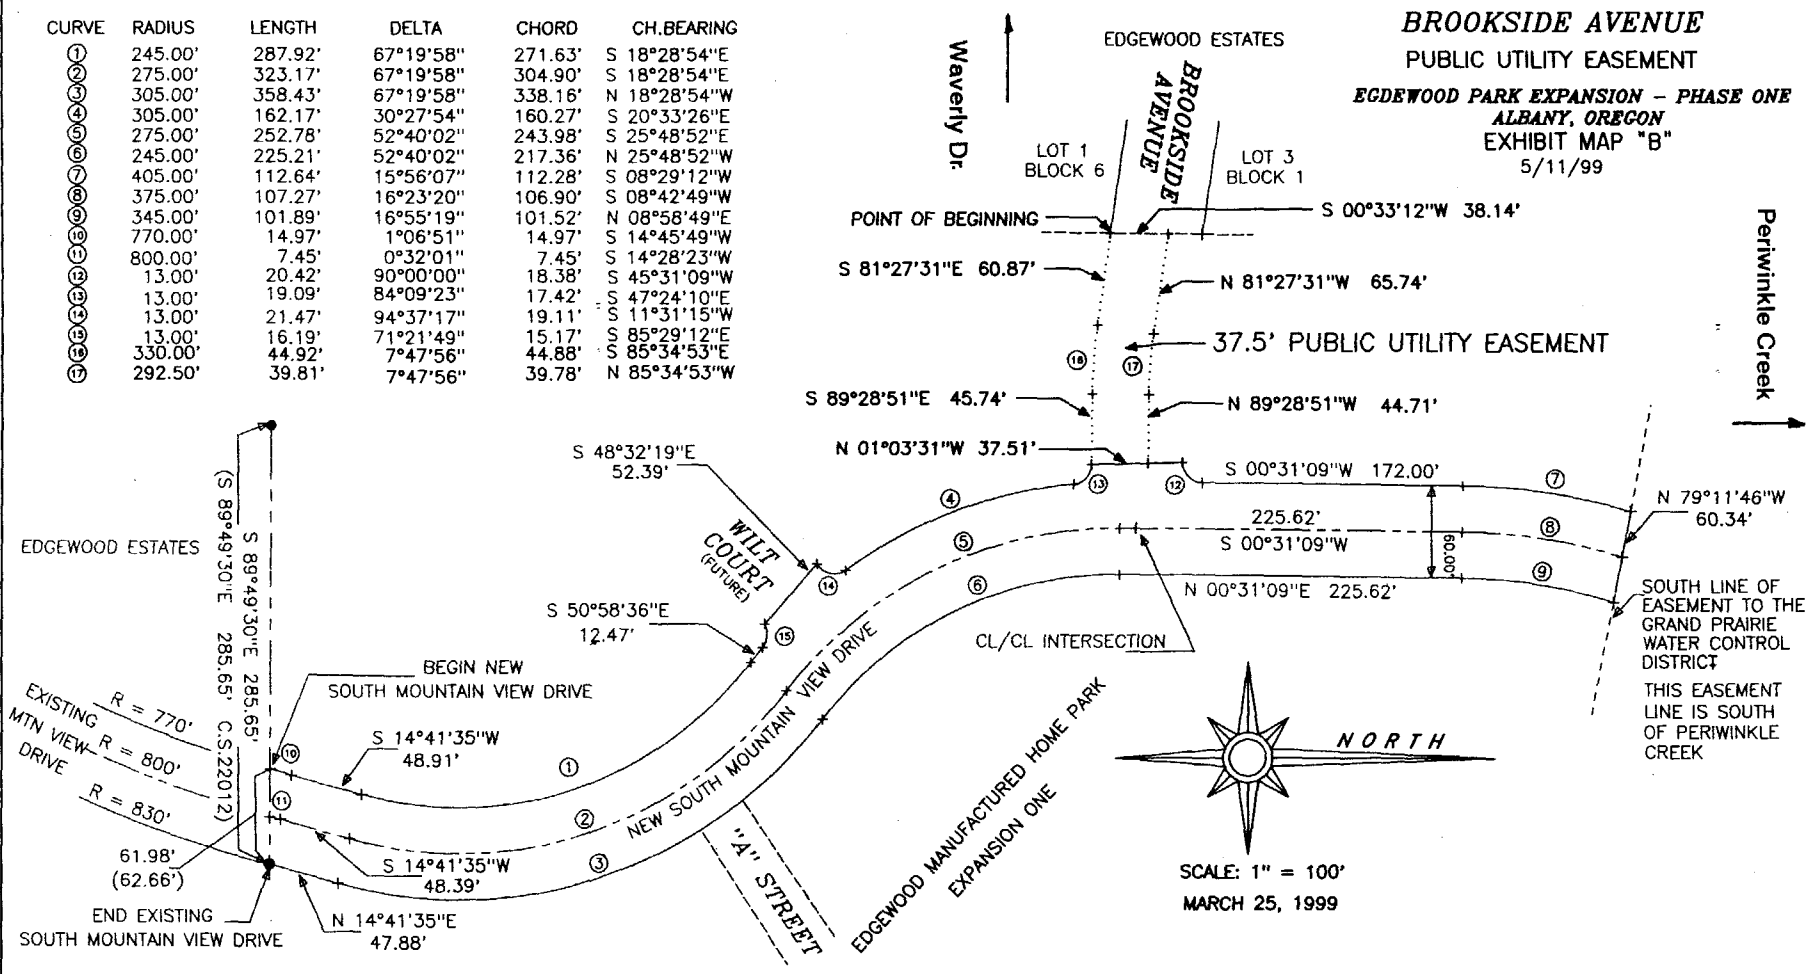 CURVE RADIUS LENGTH DELTA CHORD CH.BEARING
1 245.00' 287.92' 67°19'58" 271.63' S 18°28'54"E
2 275.00' 323.17' 67°19'58" 304.90' S 18°28'54"E
3 305.00' 358.43' 67°19'58" 338.16' N 18°28'54"W
4 305.00' 162.17' 30°27'54" 160.27' S 20°33'26"E
5 275.00' 252.78' 52°40'02" 243.98' S 25°48'52"E
6 245.00' 225.21' 52°40'02" 217.36' N 25°48'52"W
7 405.00' 112.64' 15°56'07" 112.28' S 08°29'12"W
8 375.00' 107.27' 16°23'20" 106.90' S 08°42'49"W
9 345.00' 101.89' 16°55'19" 101.52' N 08°58'49"E
10 770.00' 14.97' 1°06'51" 14.97' S 14°45'49"W
11 800.00' 7.45' 0°32'01" 7.45' S 14°28'23"W
12 13.00' 20.42' 90°00'00" 18.38' S 45°31'09"W
13 13.00' 19.09' 84°09'23" 17.42' S 47°24'10"E
14 13.00' 21.47' 94°37'17" 19.11' S 11°31'15"W
15 13.00' 16.19' 71°21'49" 15.17' S 85°29'12"E
16 330.00' 44.92' 7°47'56" 44.88' S 85°34'53"E
17 292.50' 39.81' 7°47'56" 39.78' N 85°34'53"W
BROOKSIDE AVENUE
PUBLIC UTILITY EASEMENT
EGDEWOOD PARK EXPANSION - PHASE ONE
ALBANY, OREGON
EXHIBIT MAP "B"
5/11/99
Waverly Dr.
EDGEWOOD ESTATES
BROOKSIDE
AVENUE
LOT 1
BLOCK 6
LOT 3
BLOCK 1
POINT OF BEGINNING
S 00°33'12"W 38.14'
S 81°27'31"E 60.87'
N 81°27'31"W 65.74'
37.5' PUBLIC UTILITY EASEMENT
16
17
S 89°28'51"E 45.74'
N 89°28'51"W 44.71'
N 01°03'31"W 37.51'
Periwinkle Creek
S 48°32'19"E
52.39'
4
13
12
S 00°31'09"W 172.00'
7
N 79°11'46"W
60.34'
225.62'
S 00°31'09"W
8
60.00'
5
6
N 00°31'09"E 225.62'
9
SOUTH LINE OF
EASEMENT TO THE
GRAND PRAIRIE
WATER CONTROL
DISTRICT
THIS EASEMENT
LINE IS SOUTH
OF PERIWINKLE
CREEK
CL/CL INTERSECTION
WILT
COURT
(FUTURE)
14
S 50°58'36"E
12.47'
15
EDGEWOOD ESTATES
S 89°49'30"E 285.65'
(S 89°49'30"E 285.65' C.S.22012)
BEGIN NEW
SOUTH MOUNTAIN VIEW DRIVE
R = 770'
EXISTING
MTN VIEW
DRIVE
R = 800'
R = 830'
10
11
S 14°41'35"W
48.91'
1
2
3
NEW SOUTH MOUNTAIN VIEW DRIVE
61.98'
(62.66')
S 14°41'35"W
48.39'
END EXISTING
SOUTH MOUNTAIN VIEW DRIVE
N 14°41'35"E
47.88'
"A" STREET
EDGEWOOD MANUFACTURED HOME PARK
EXPANSION ONE
NORTH
SCALE: 1" = 100'
MARCH 25, 1999